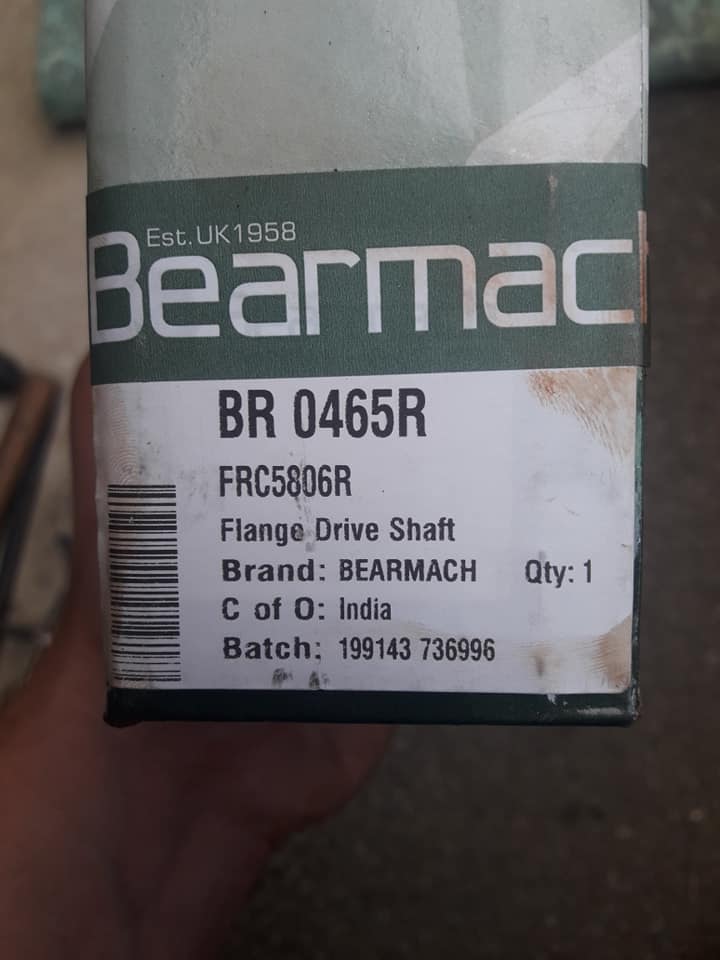 Est.UK1958
Bearmac
BR 0465R
FRC5806R
Flange Drive Shaft
Brand: BEARMACH Qty: 1
C of O: India
Batch: 199143 736996